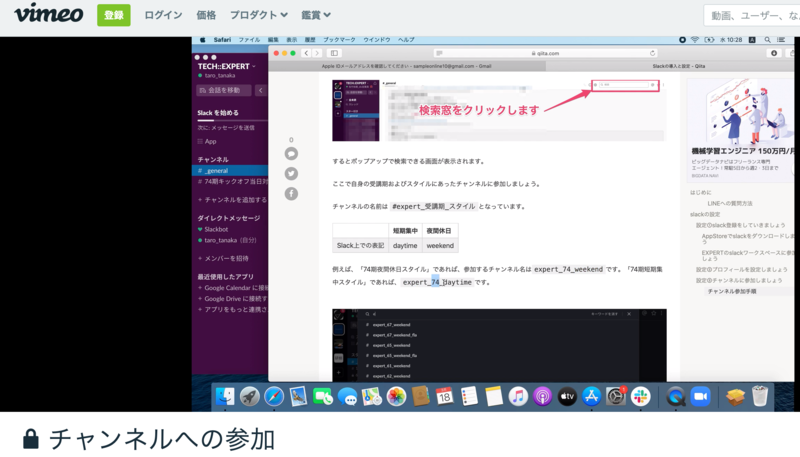 vimeo 登録 ログイン 価格 プロダクト 鑑賞 動画、ユーザー、な
Safari ファイル 編集 表示 履歴 ブックマーク ウインドウ ヘルプ 水 10:28
qiita.com
Apple IDのメールアドレスを確認してください - sampleonline10@gmail.com - Gmail
Slackの導入と設定 - Qiita
TECH::EXPERT
taro_tanaka
会話を移動
Slack を始める
次に: メッセージを送信
App
チャンネル
# _general
# 74期キックオフ当日対
+ チャンネルを追加する
ダイレクトメッセージ
Slackbot
taro_tanaka (自分)
+ メンバーを招待
最近使用したアプリ
+ Google Calendar に接
+ Google Drive に接続す
+ アプリをもっと連携さ
TECH::EXPERT
_general
検索窓をクリックします
0
するとポップアップで検索できる画面が表示されます。
ここで自身の受講期およびスタイルにあったチャンネルに参加しましょう。
チャンネルの名前は #expert_受講期_スタイル となっています。
短期集中 夜間休日
Slack上での表記 daytime weekend
例えば、「74期夜間休日スタイル」であれば、参加するチャンネル名は expert_74_weekend です。「74期短期集
中スタイル」であれば、 expert_74_daytime です。
キーワードを探す
# expert_67_weekend
# expert_67_weekend_fu
# expert_65_weekend
# expert_65_weekend_fu
# expert_61_weekend
# expert_62_weekend
機械学習エンジニア 150万円/月
ビッグデータナビはフリーランス専門
エージェント！常駐5日から週2・3日まで
BIGDATA NAVI
はじめに
LINEへの質問方法
slackの設定
設定①slack登録をしていきましょう
AppStoreでslackをダウンロードしま
しょう
EXPERTのslackワークスペースに参
しょう
設定②プロフィールを設定しましょう
設定③チャンネルに参加しましょう
チャンネル参加手順
18
チャンネルへの参加